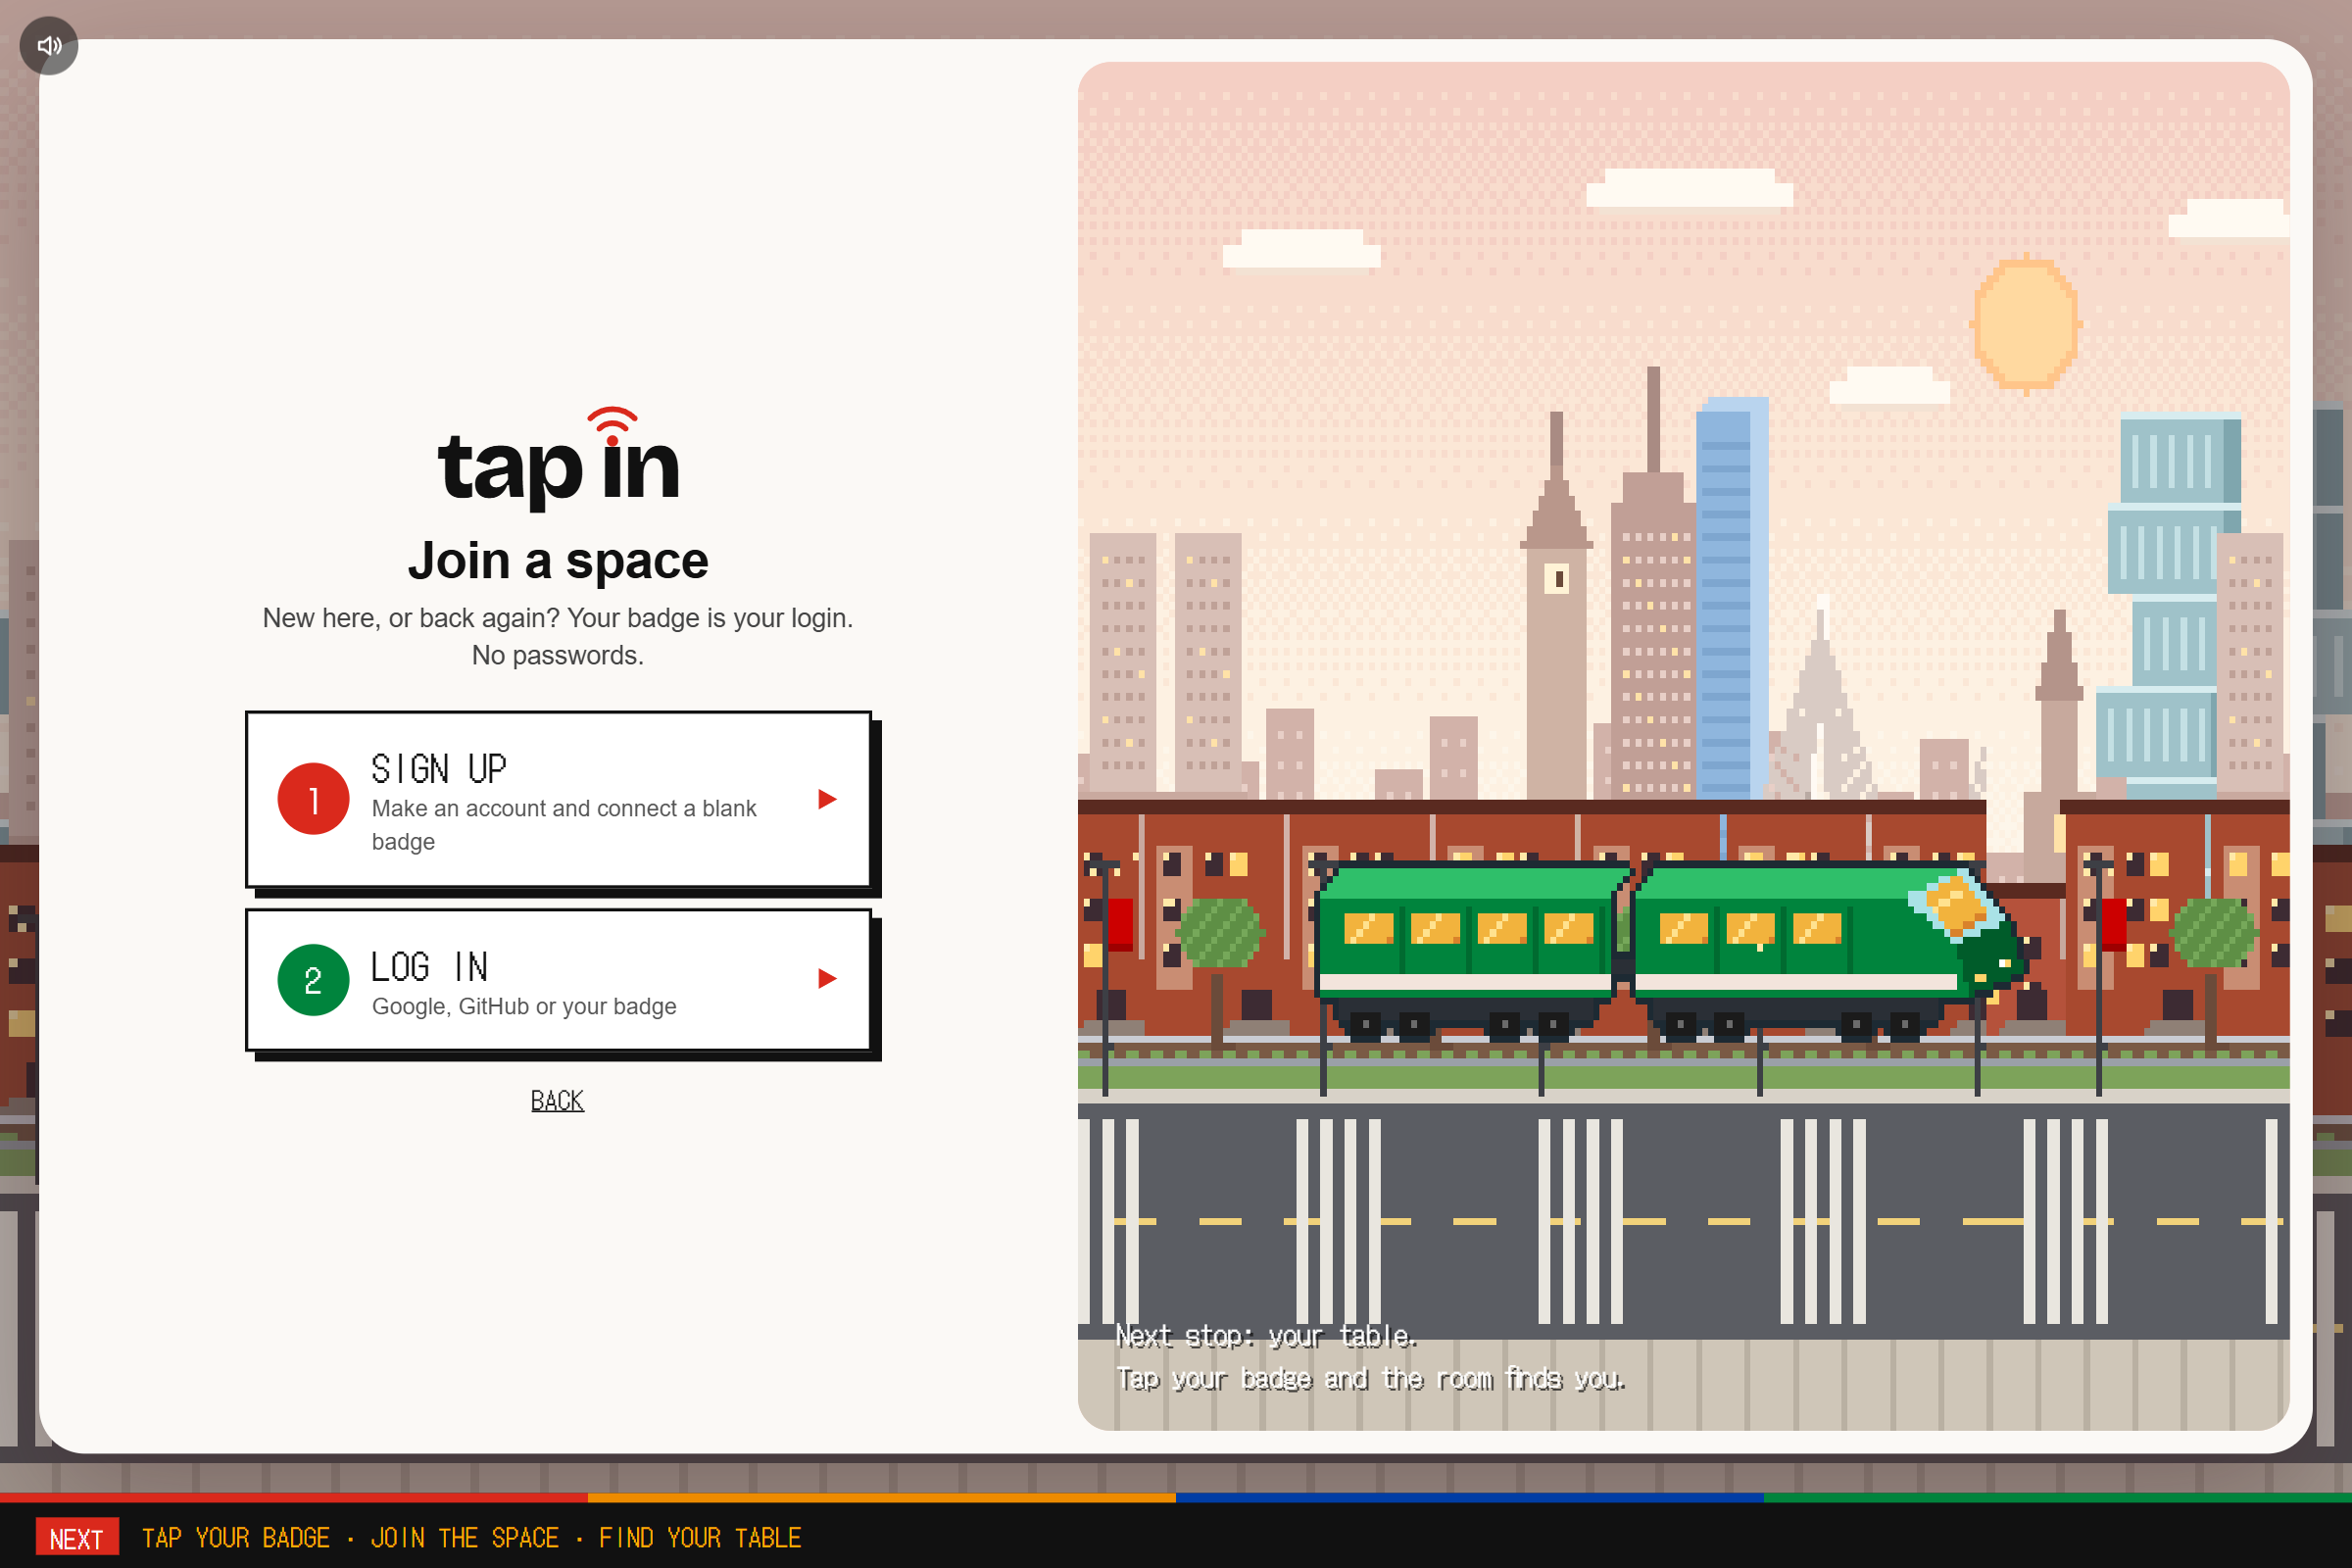 tap in
Join a space
New here, or back again? Your badge is your login.
No passwords.
1
SIGN UP
Make an account and connect a blank
badge
2
LOG IN
Google, GitHub or your badge
BACK
Next stop: your table.
Tap your badge and the room finds you.
NEXT
TAP YOUR BADGE · JOIN THE SPACE · FIND YOUR TABLE